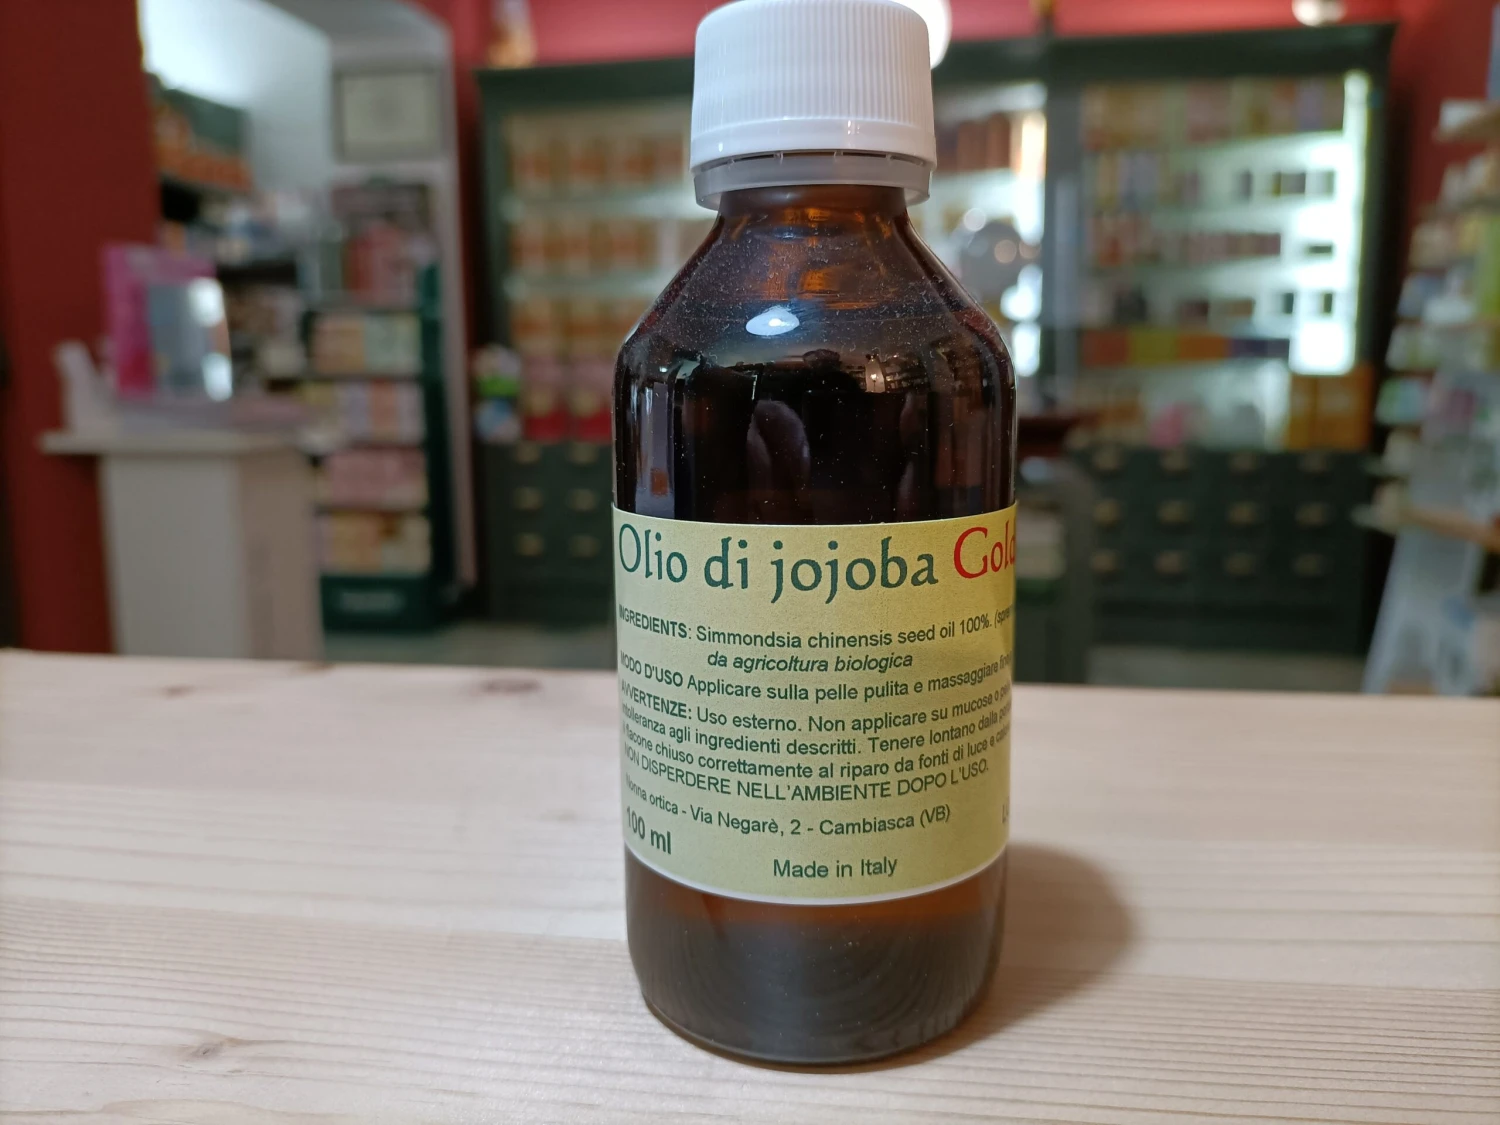 Olio di jojoba Gold
INGREDIENTS: Simmondsia chinensis seed oil 100%.
da agricoltura biologica
MODO D'USO Applicare sulla pelle pulita e massaggiare
AVVERTENZE: Uso esterno. Non applicare su mucose o
intolleranza agli ingredienti descritti. Tenere lontano dalla
flacone chiuso correttamente al riparo da fonti di luce e
NON DISPERDERE NELL'AMBIENTE DOPO L'USO.
Nonna ortica - Via Negarè, 2 - Cambiasca (VB)
100 ml
Made in Italy